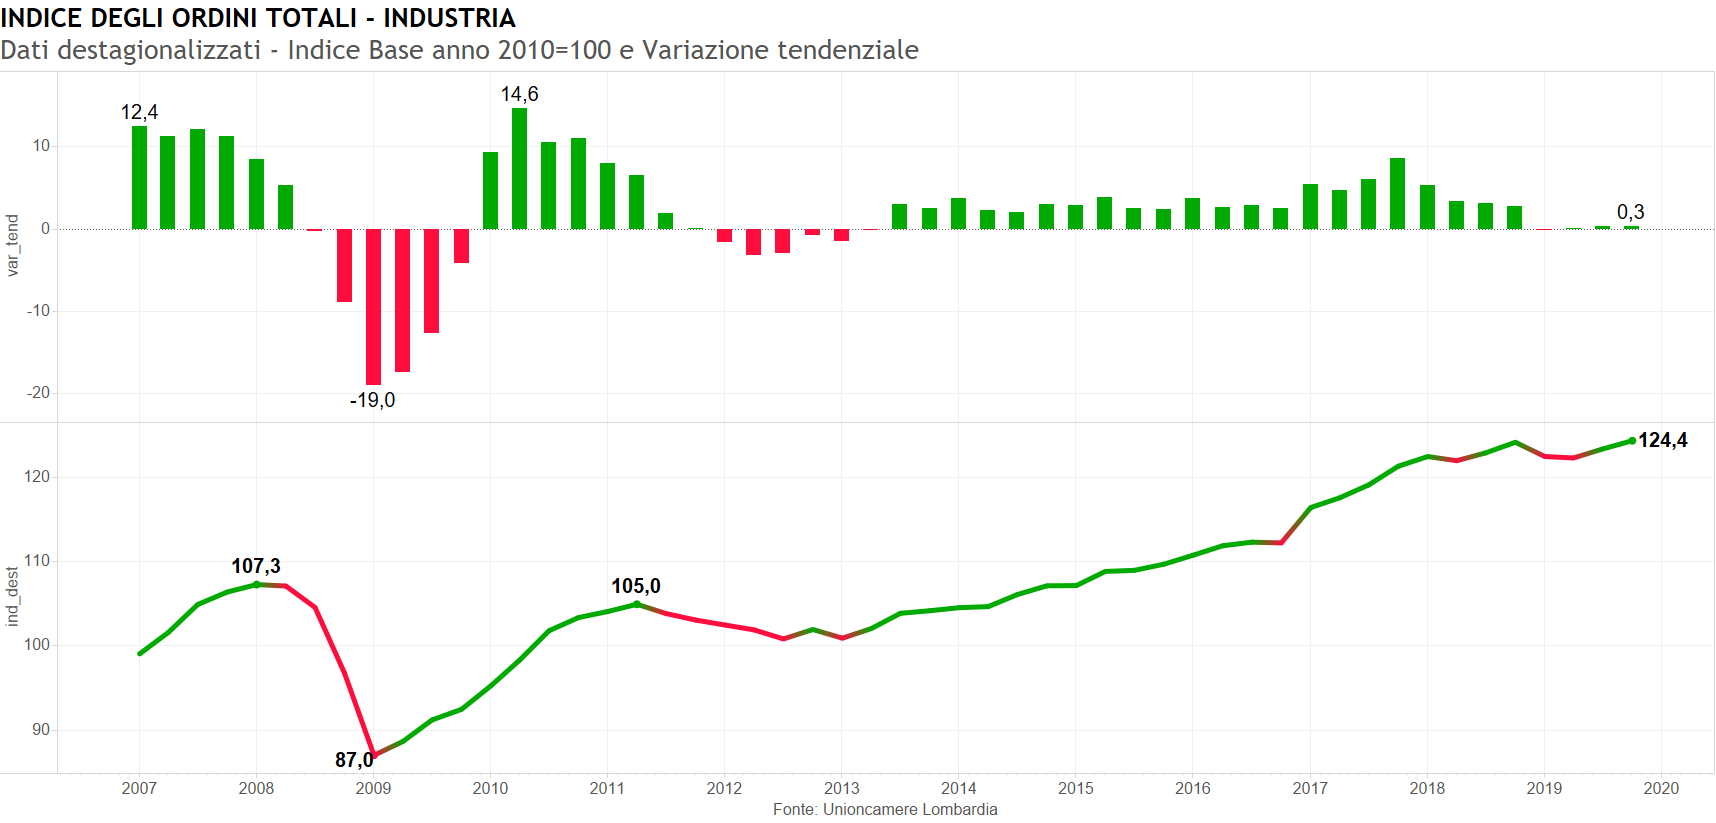 INDICE DEGLI ORDINI TOTALI - INDUSTRIA
Dati destagionalizzati - Indice Base anno 2010=100 e Variazione tendenziale
14,6
12,4
10
0,3
0
var_tend
-10
-20
-19,0
124,4
120
107,3
110
105,0
ind_dest
100
90
87,0
2007 2008 2009 2010 2011 2012 2013 2014 2015 2016 2017 2018 2019 2020
Fonte: Unioncamere Lombardia